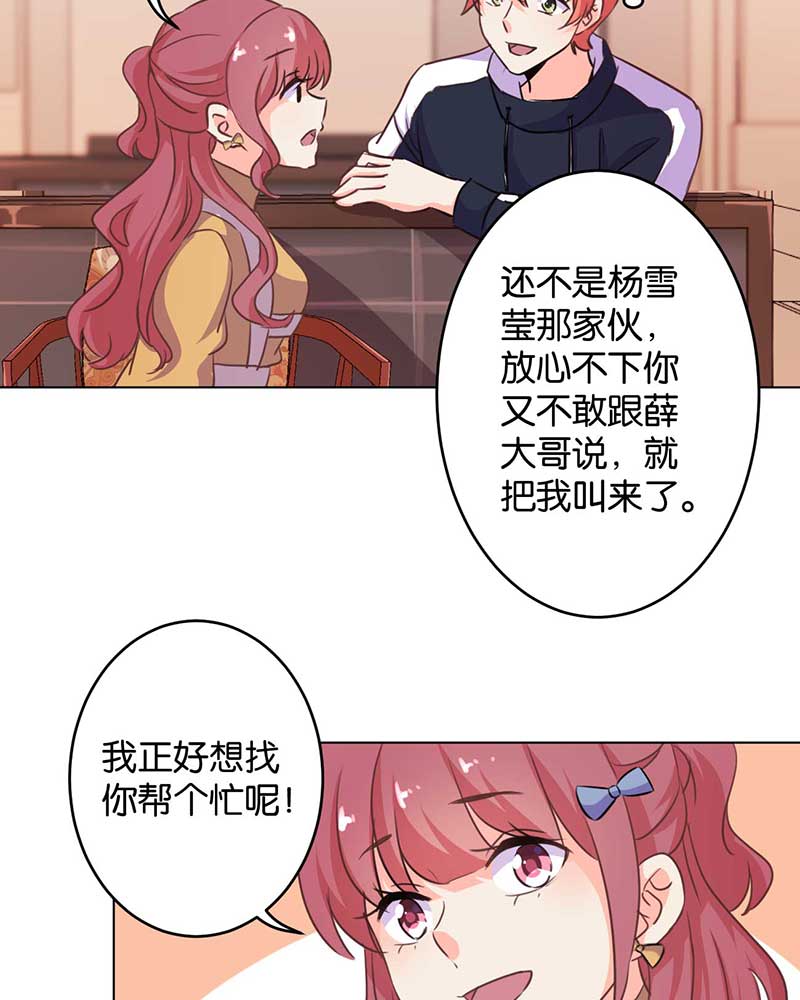 还不是杨雪
莹那家伙，
放心不下你
又不敢跟薛
大哥说，就
把我叫来了。
我正好想找
你帮个忙呢！